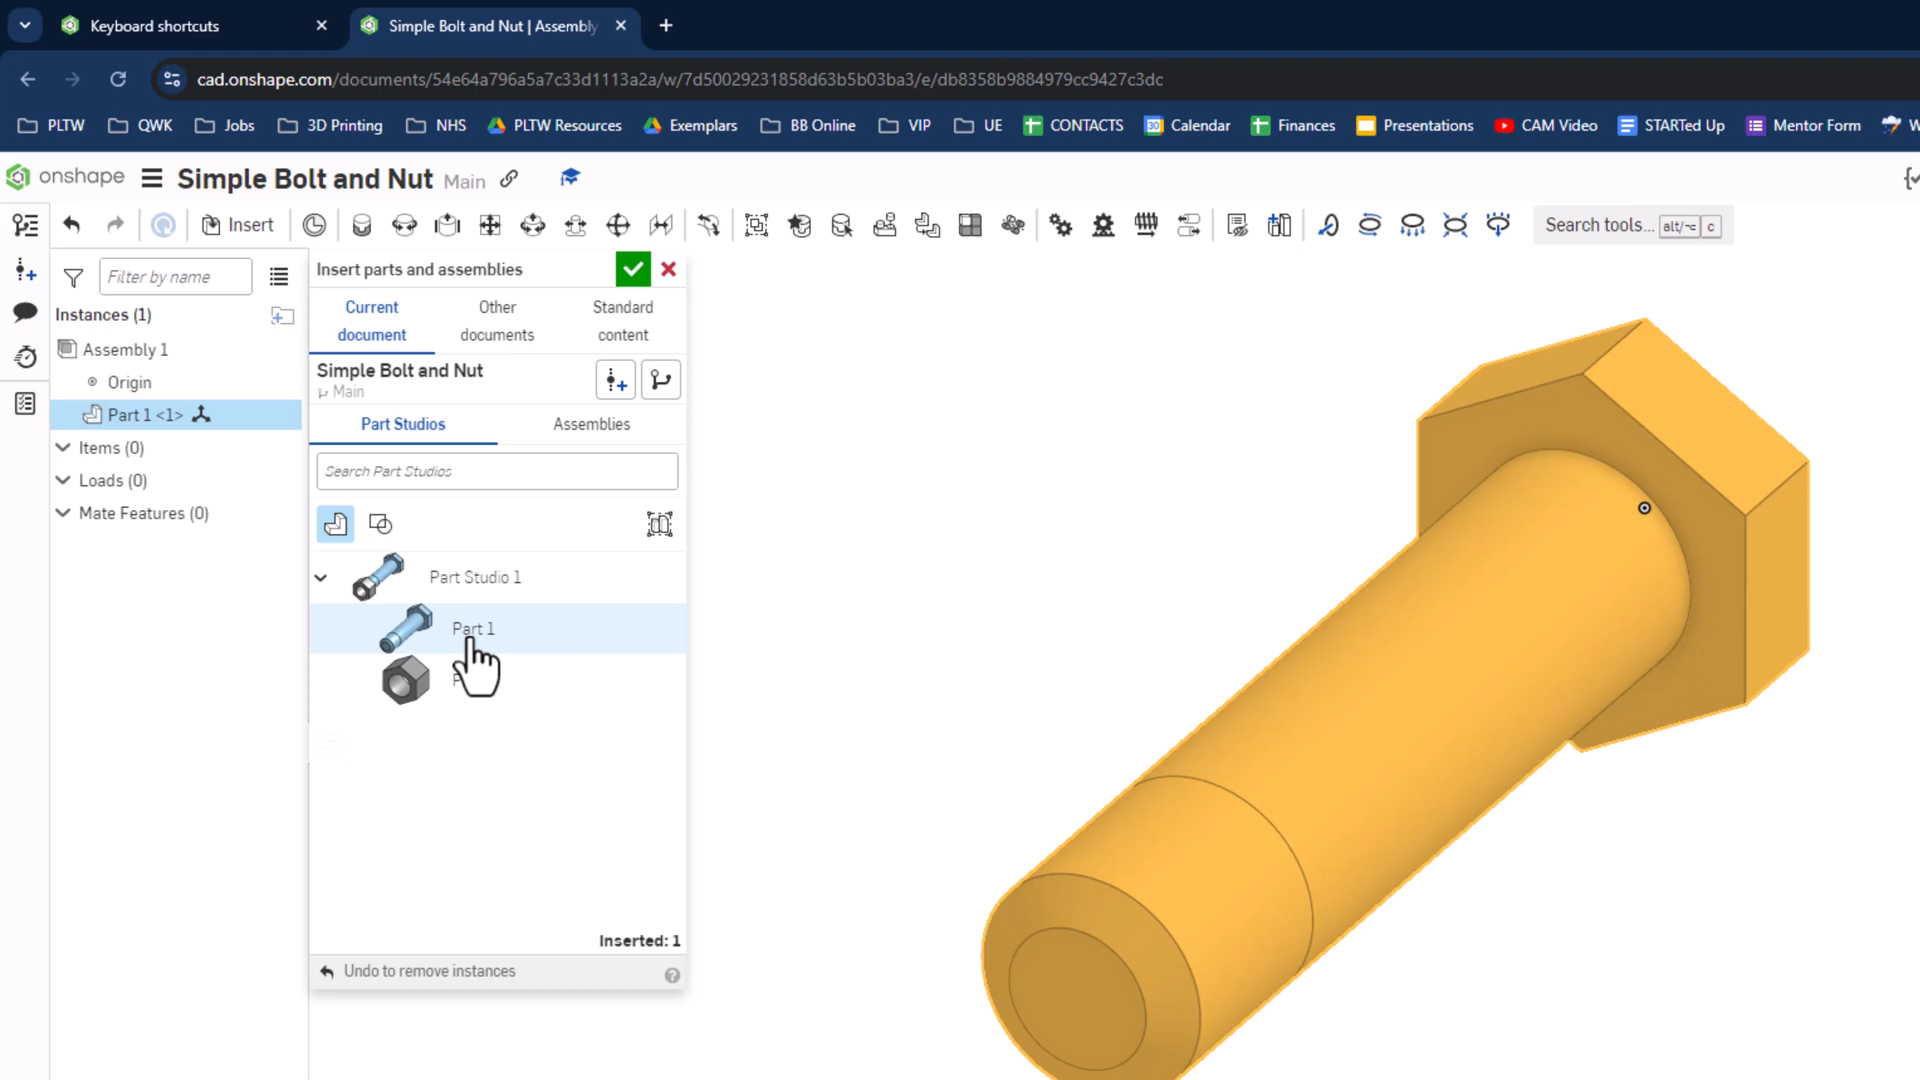 Keyboard shortcuts
Simple Bolt and Nut | Assembly
cad.onshape.com/documents/54e64a796a5a7c33d1113a2a/w/7d50029231858d63b5b03ba3/e/db8358b9884979cc9427c3dc
PLTW QWK Jobs 3D Printing NHS PLTW Resources Exemplars BB Online VIP UE CONTACTS 30 Calendar Finances Presentations CAM Video STARTed Up Mentor Form W
onshape Simple Bolt and Nut Main
Insert Search tools... alt/⌥ c
Insert parts and assemblies
Filter by name
Current document
Other documents
Standard content
Instances (1)
Assembly 1
Origin
Part 1 <1>
Items (0)
Loads (0)
Mate Features (0)
Simple Bolt and Nut
Main
Part Studios Assemblies
Search Part Studios
Part Studio 1
Part 1
Inserted: 1
Undo to remove instances